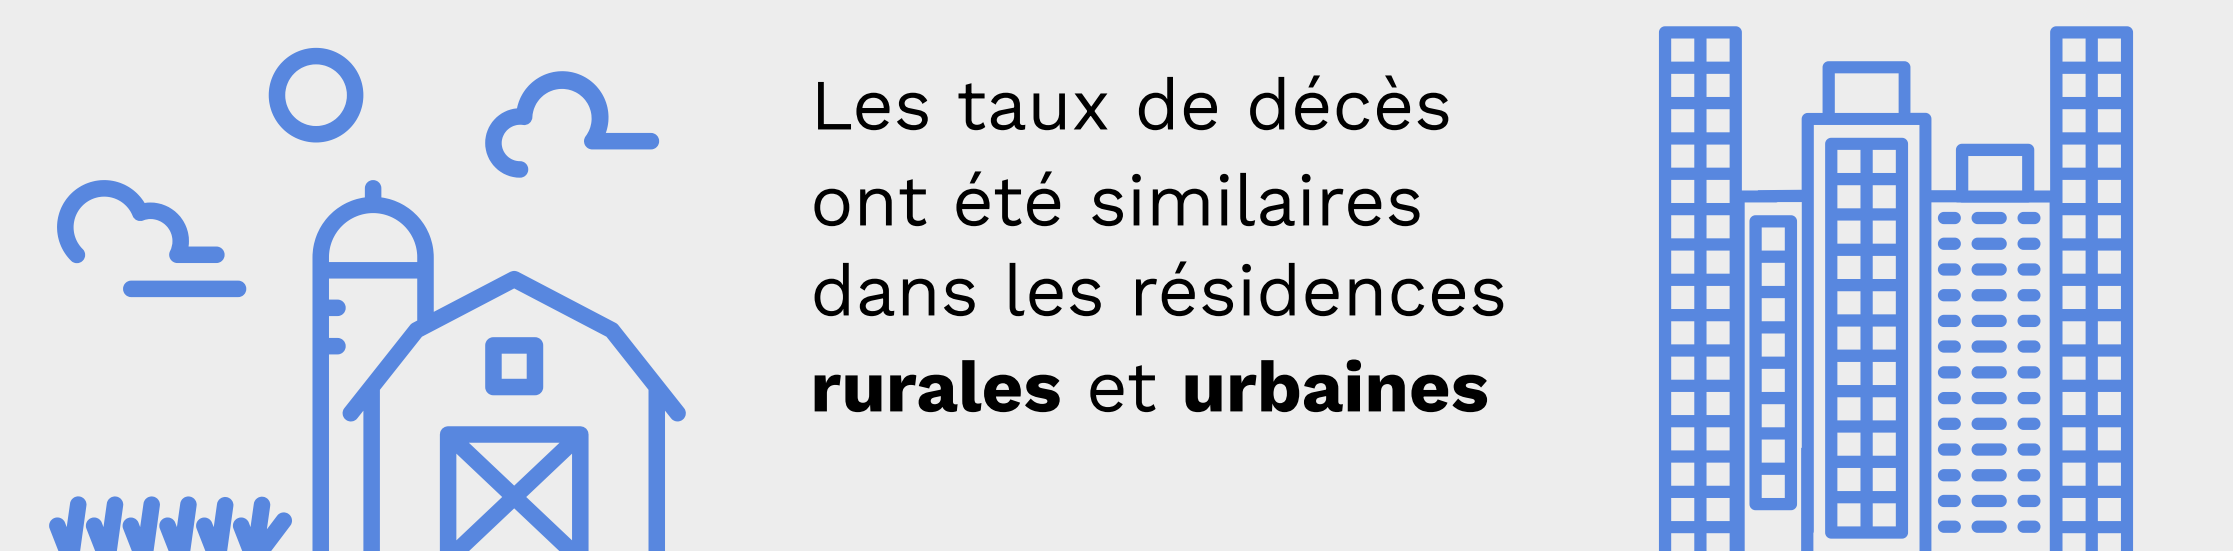 Les taux de décès
ont été similaires
dans les résidences
rurales et urbaines